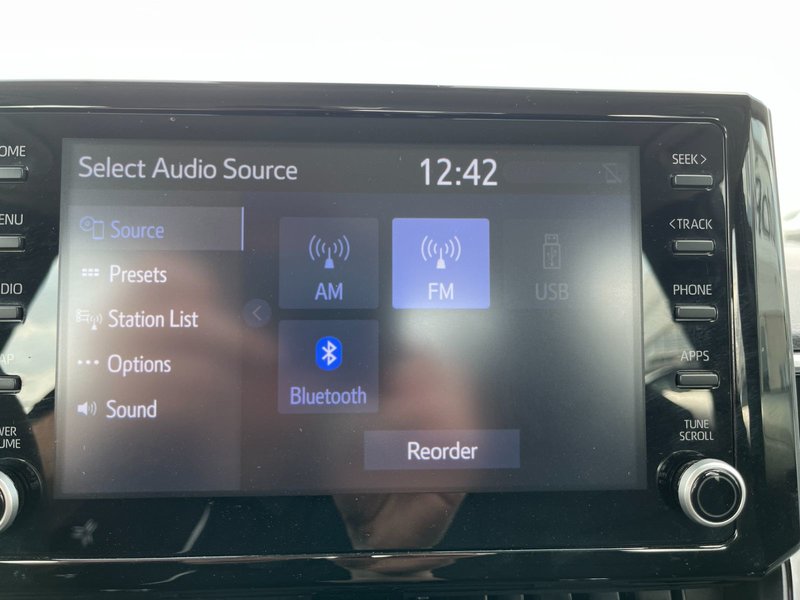 Select Audio Source 12:42
Source
Presets
Station List
Options
Sound
AM
FM
USB
Bluetooth
Reorder
SEEK >
< TRACK
PHONE
APPS
TUNE
SCROLL